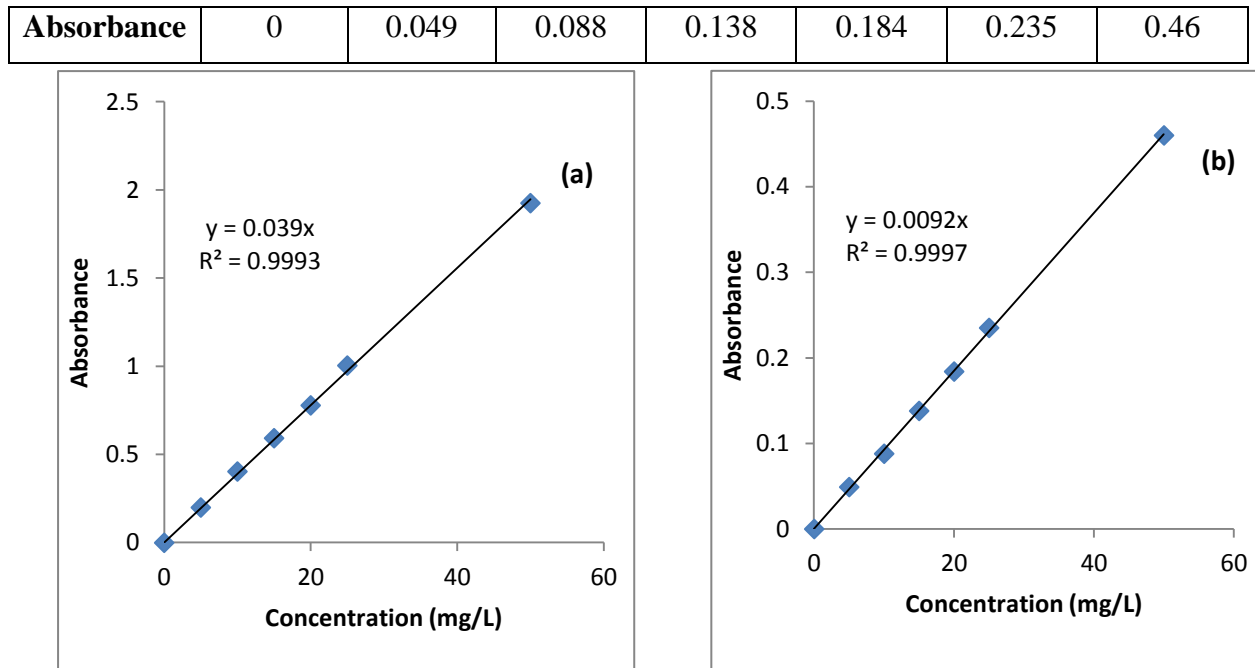 Absorbance 0 0.049 0.088 0.138 0.184 0.235 0.46
2.5
2
1.5
1
0.5
0
0 20 40 60
Absorbance
Concentration (mg/L)
(a)
y = 0.039x
R² = 0.9993
0.5
0.4
0.3
0.2
0.1
0
0 20 40 60
Absorbance
Concentration (mg/L)
(b)
y = 0.0092x
R² = 0.9997